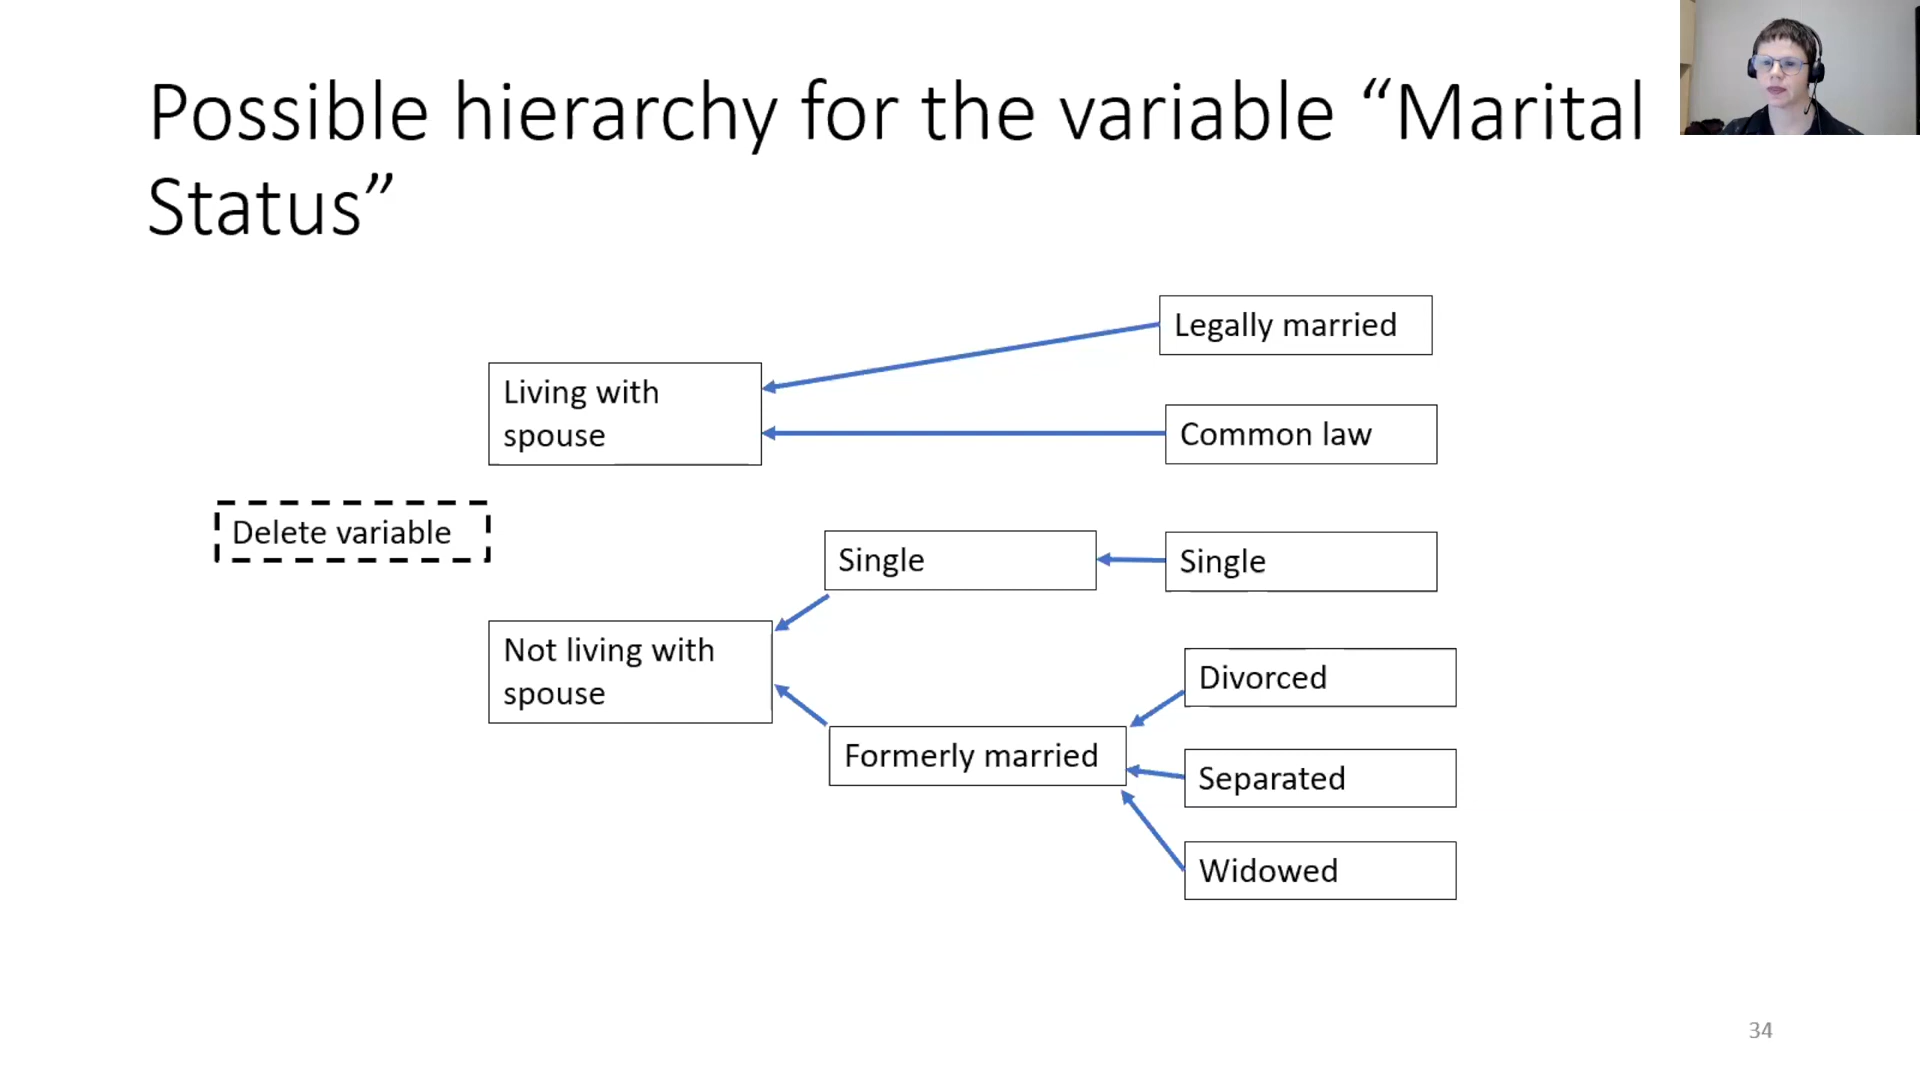 Possible hierarchy for the variable “Marital
Status”
Legally married
Living with
spouse
Common law
Delete variable
Single
Single
Not living with
spouse
Divorced
Formerly married
Separated
Widowed
34